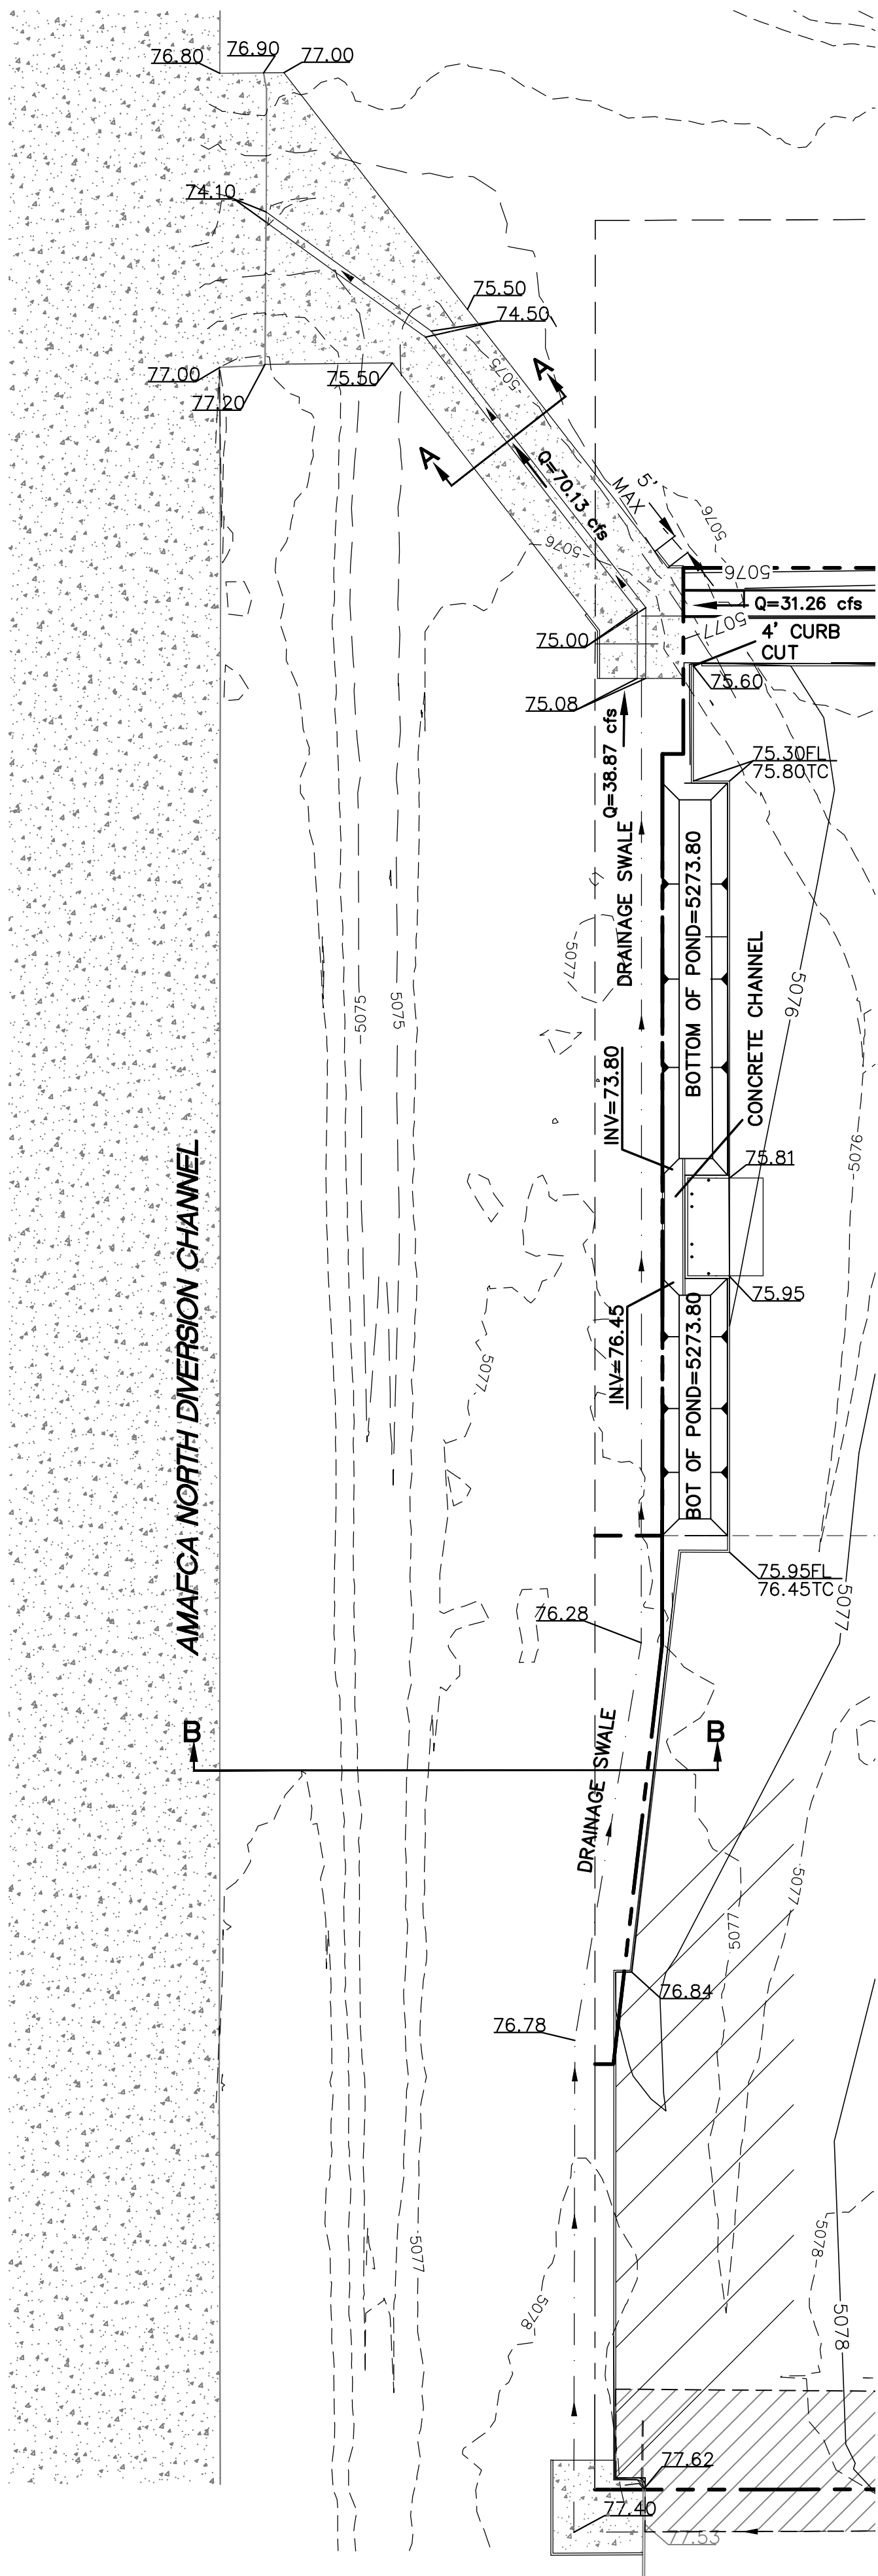 76.80
76.90
77.00
74.10
75.50
74.50
77.00
77.20
75.50
5075
A
A
Q=70.13 cfs
5'
MAX
5076
5076
5076
Q=31.26 cfs
5077
4' CURB
CUT
75.00
75.60
75.08
Q=38.87 cfs
75.30FL
75.80TC
DRAINAGE SWALE
BOTTOM OF POND=5273.80
5077
5075
5075
5076
CONCRETE CHANNEL
INV=73.80
5076
75.81
AMAFCA NORTH DIVERSION CHANNEL
75.95
INV=76.45
BOT OF POND=5273.80
5077
75.95FL
76.45TC
5077
76.28
B
B
DRAINAGE SWALE
5077
5077
76.84
76.78
5077
5078
5078
5078
77.62
77.40
77.53